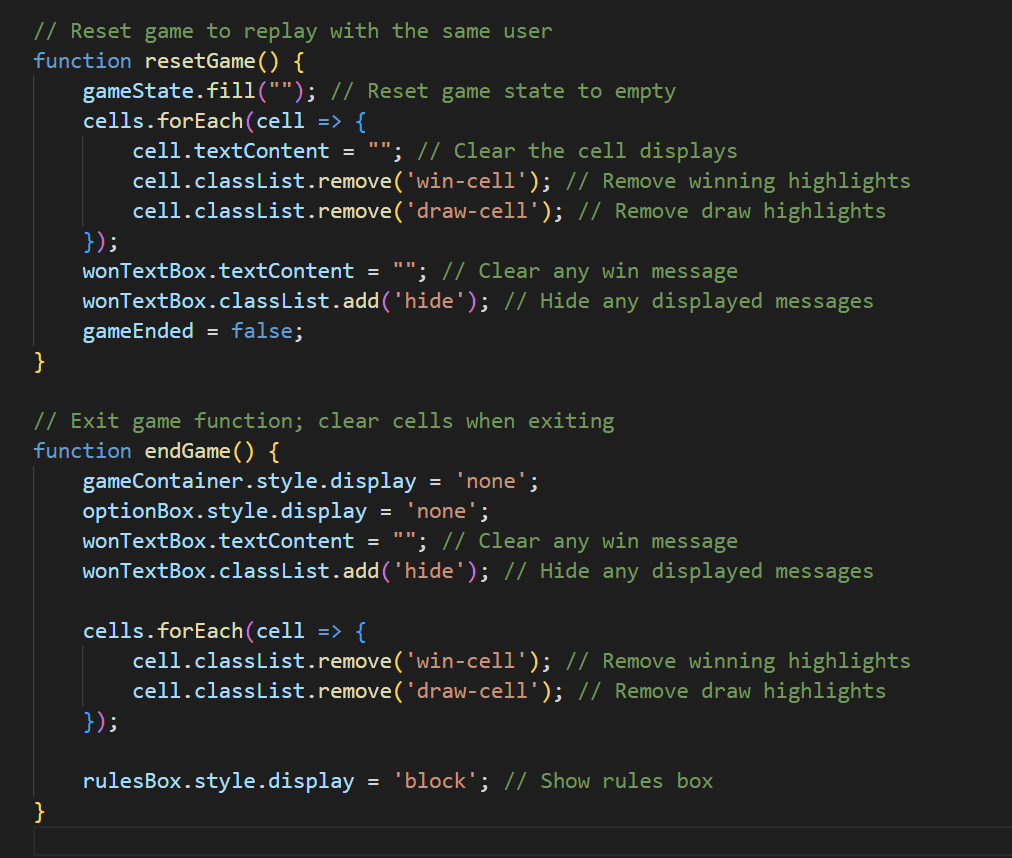 // Reset game to replay with the same user
function resetGame() {
    gameState.fill(""); // Reset game state to empty
    cells.forEach(cell => {
        cell.textContent = ""; // Clear the cell displays
        cell.classList.remove('win-cell'); // Remove winning highlights
        cell.classList.remove('draw-cell'); // Remove draw highlights
    });
    wonTextBox.textContent = ""; // Clear any win message
    wonTextBox.classList.add('hide'); // Hide any displayed messages
    gameEnded = false;
}

// Exit game function; clear cells when exiting
function endGame() {
    gameContainer.style.display = 'none';
    optionBox.style.display = 'none';
    wonTextBox.textContent = ""; // Clear any win message
    wonTextBox.classList.add('hide'); // Hide any displayed messages

    cells.forEach(cell => {
        cell.classList.remove('win-cell'); // Remove winning highlights
        cell.classList.remove('draw-cell'); // Remove draw highlights
    });

    rulesBox.style.display = 'block'; // Show rules box
}